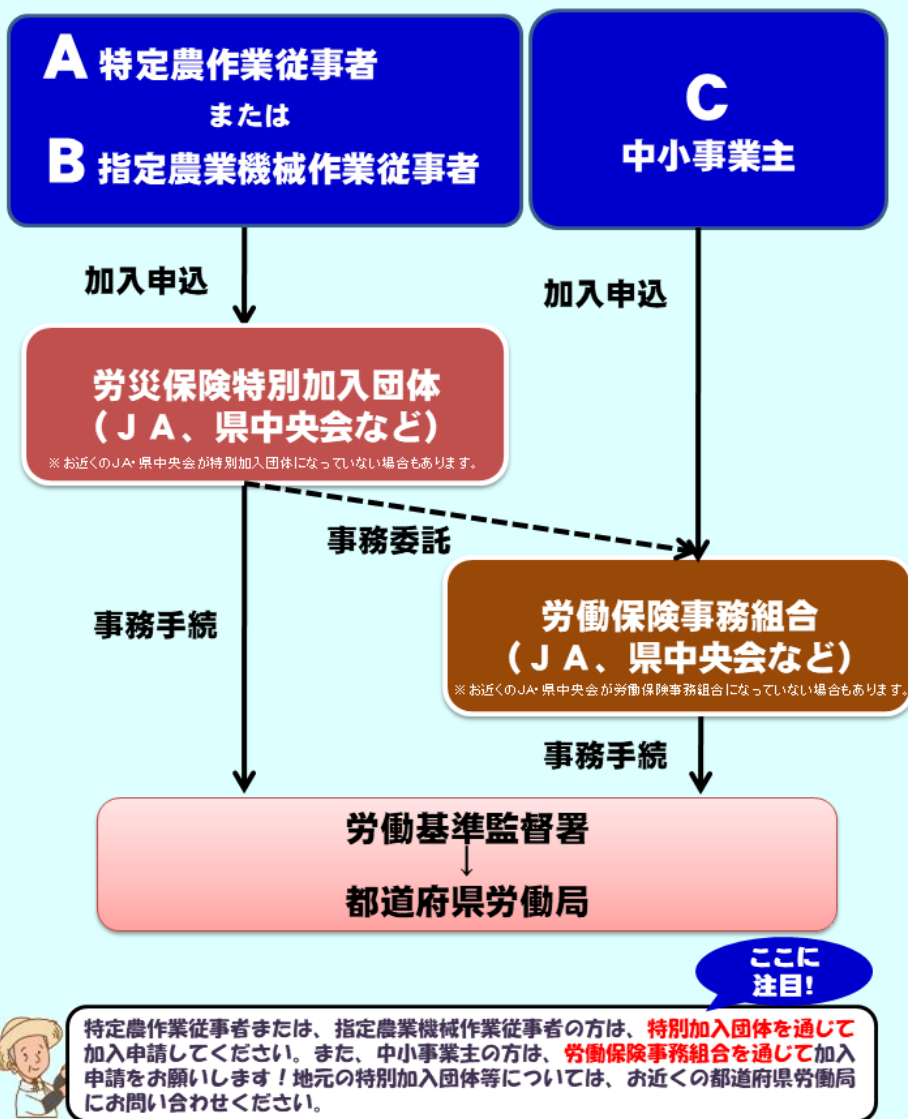 A 特定農作業従事者
または
B 指定農業機械作業従事者
C
中小事業主
加入申込
加入申込
労災保険特別加入団体
（ＪＡ、県中央会など）
※お近くのJA・県中央会が特別加入団体になっていない場合もあります。
事務委託
事務手続
労働保険事務組合
（ＪＡ、県中央会など）
※お近くのJA・県中央会が労働保険事務組合になっていない場合もあります。
事務手続
労働基準監督署
↓
都道府県労働局
ここに
注目!
特定農作業従事者または、指定農業機械作業従事者の方は、特別加入団体を通じて
加入申請してください。また、中小事業主の方は、労働保険事務組合を通じて加入
申請をお願いします！地元の特別加入団体等については、お近くの都道府県労働局
にお問い合わせください。